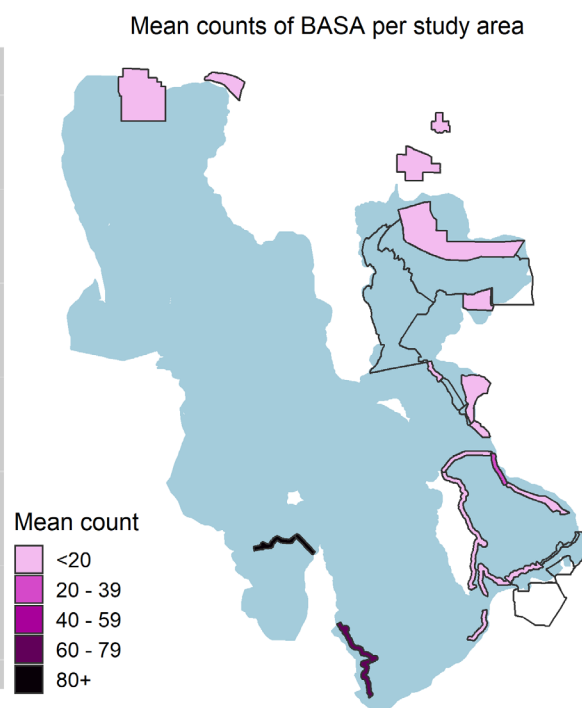 Mean counts of BASA per study area
Mean count
<20
20 - 39
40 - 59
60 - 79
80+